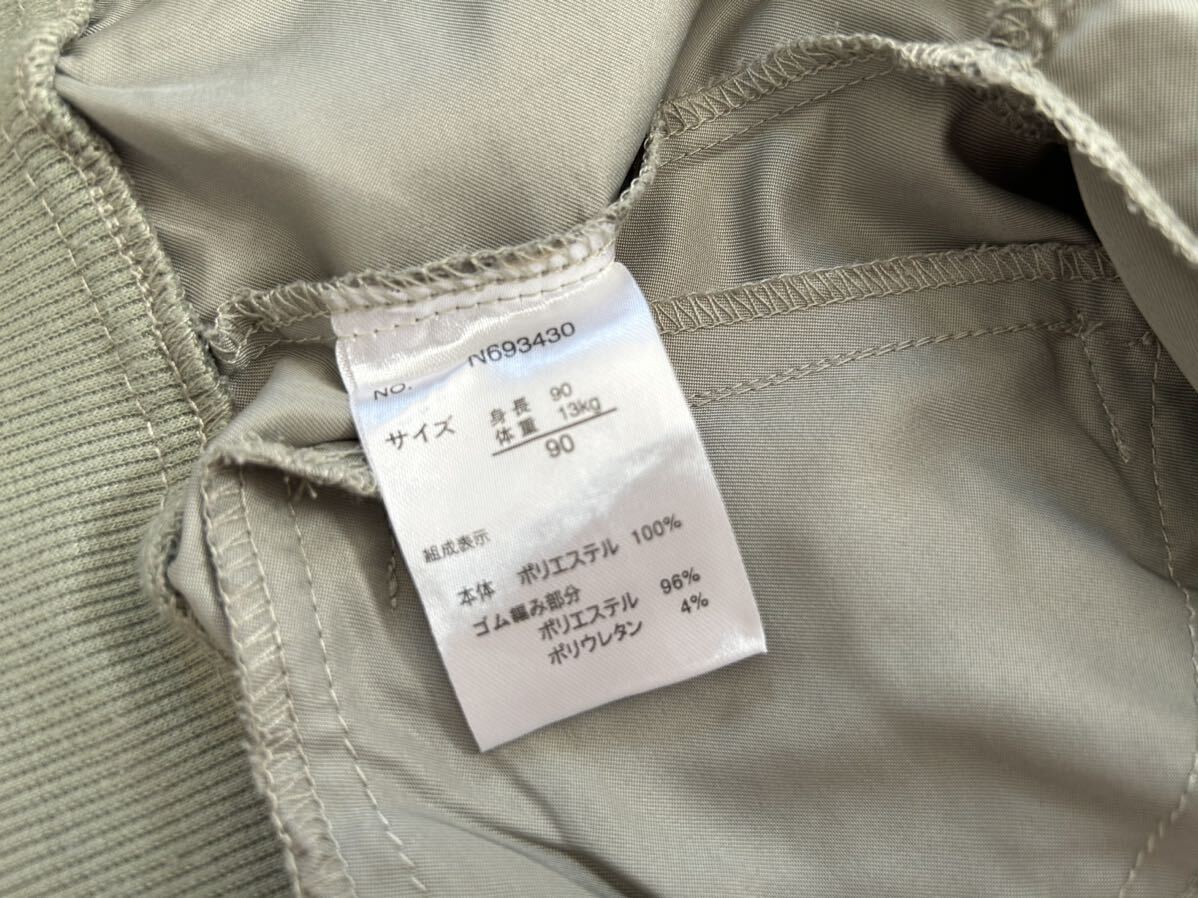 NO. N693430
サイズ 身長 90
体重 13kg
90
組成表示
本体 ポリエステル 100%
ゴム編み部分
ポリエステル 96%
ポリウレタン 4%